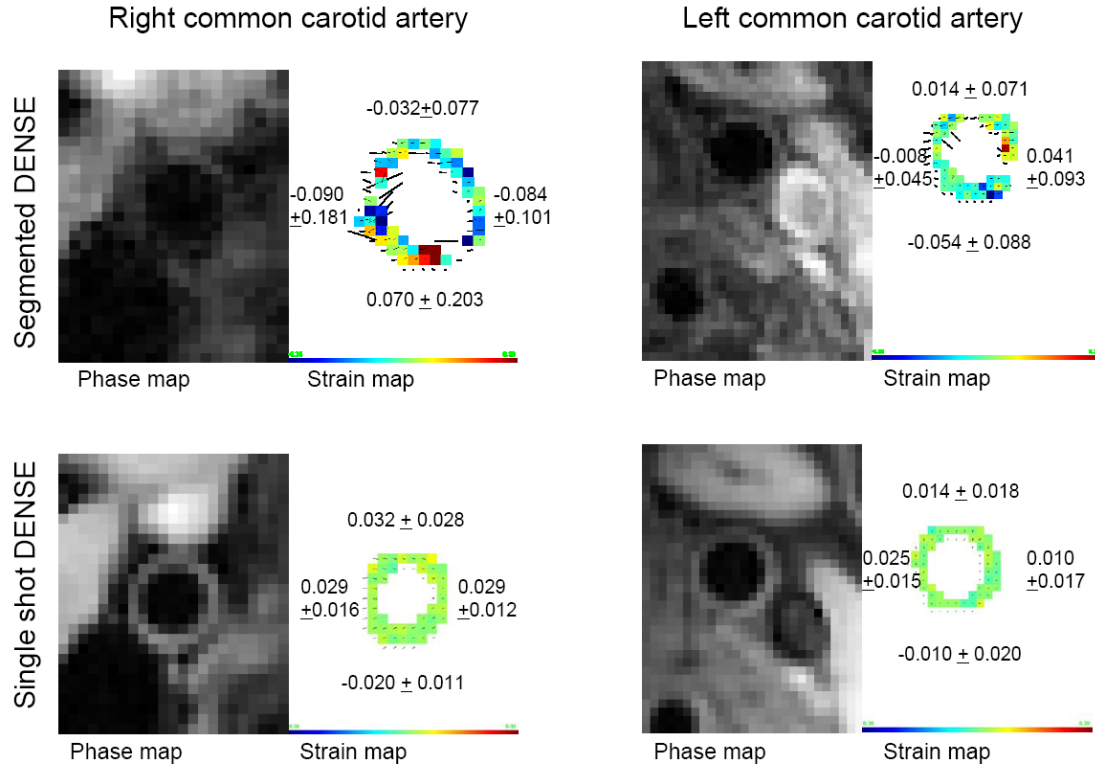 Right common carotid artery
Left common carotid artery
Segmented DENSE
-0.032+0.077
-0.090
+0.181
-0.084
+0.101
0.070 + 0.203
Phase map
Strain map
0.014 + 0.071
-0.008
+0.045
0.041
+0.093
-0.054 + 0.088
Phase map
Strain map
Single shot DENSE
0.032 + 0.028
0.029
+0.016
0.029
+0.012
-0.020 + 0.011
Phase map
Strain map
0.014 + 0.018
0.025
+0.015
0.010
+0.017
-0.010 + 0.020
Phase map
Strain map